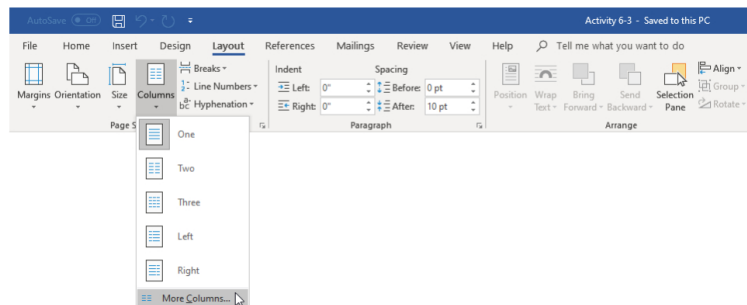 AutoSave Off Activity 6-3 - Saved to this PC
File Home Insert Design Layout References Mailings Review View Help Tell me what you want to do
Margins Orientation Size Columns
Breaks
Line Numbers
Hyphenation
Page S
Indent Spacing
Left: 0" Before: 0 pt
Right: 0" After: 10 pt
Paragraph
Position Wrap Text Bring Forward Send Backward Selection Pane
Align
Group
Rotate
Arrange
One
Two
Three
Left
Right
More Columns...